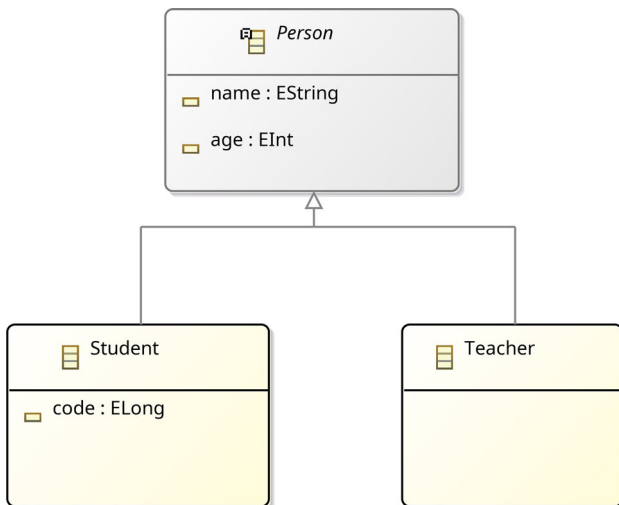 Person
name : EString
age : EInt
Student
code : ELong
Teacher